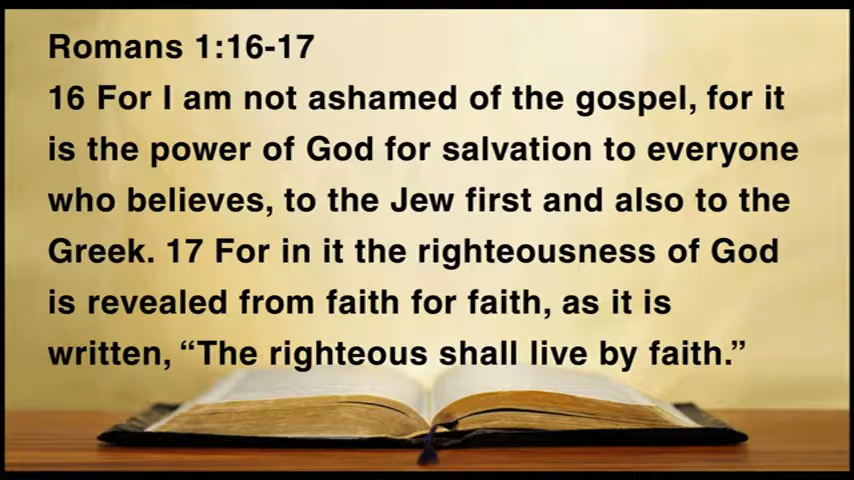 Romans 1:16-17
16 For I am not ashamed of the gospel, for it
is the power of God for salvation to everyone
who believes, to the Jew first and also to the
Greek. 17 For in it the righteousness of God
is revealed from faith for faith, as it is
written, “The righteous shall live by faith.”